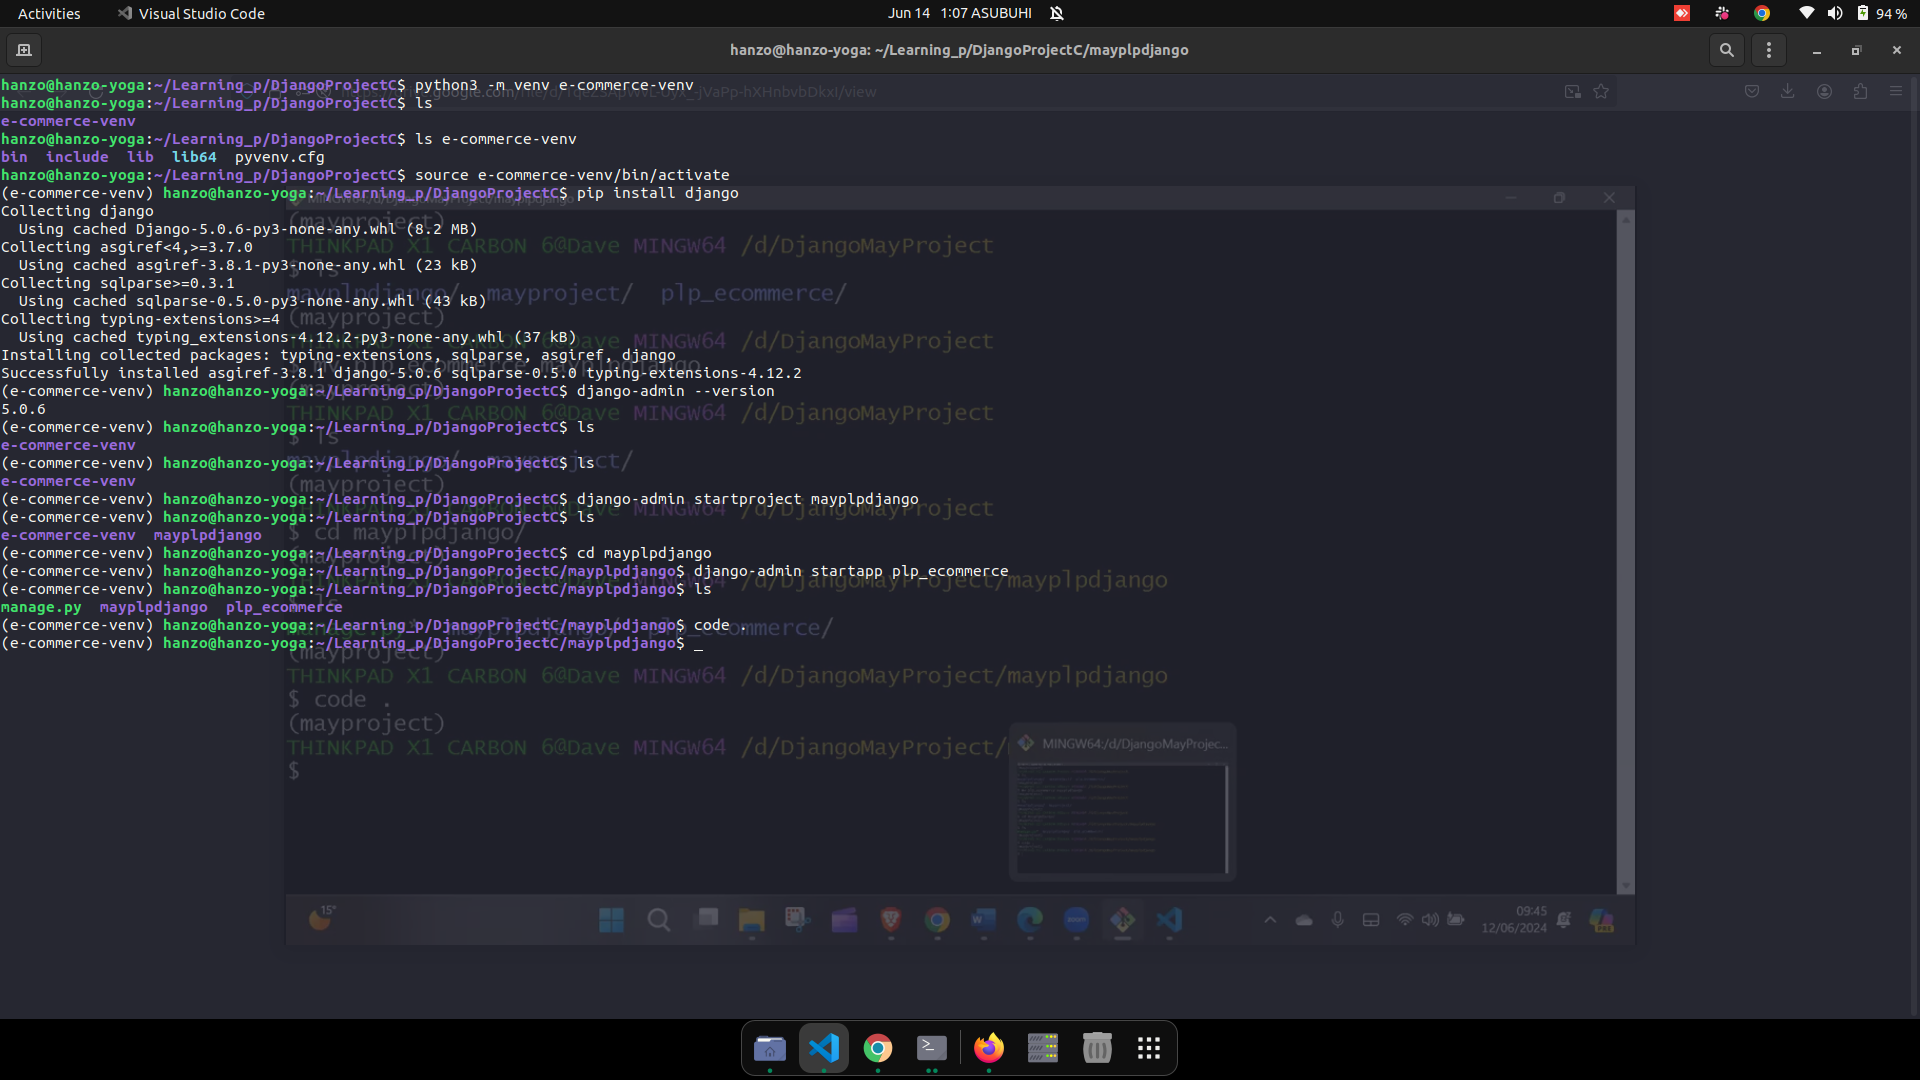 Activities
Visual Studio Code
Jun 14 1:07 ASUBUHI
94 %
hanzo@hanzo-yoga: ~/Learning_p/DjangoProjectC/mayplpdjango
hanzo@hanzo-yoga:~/Learning_p/DjangoProjectC$ python3 -m venv e-commerce-venv
hanzo@hanzo-yoga:~/Learning_p/DjangoProjectC$ ls
e-commerce-venv
hanzo@hanzo-yoga:~/Learning_p/DjangoProjectC$ ls e-commerce-venv
bin include lib lib64 pyvenv.cfg
hanzo@hanzo-yoga:~/Learning_p/DjangoProjectC$ source e-commerce-venv/bin/activate
(e-commerce-venv) hanzo@hanzo-yoga:~/Learning_p/DjangoProjectC$ pip install django
Collecting django
Using cached Django-5.0.6-py3-none-any.whl (8.2 MB)
Collecting asgiref<4,>=3.7.0
Using cached asgiref-3.8.1-py3-none-any.whl (23 kB)
Collecting sqlparse>=0.3.1
Using cached sqlparse-0.5.0-py3-none-any.whl (43 kB)
Collecting typing-extensions>=4
Using cached typing_extensions-4.12.2-py3-none-any.whl (37 kB)
Installing collected packages: typing-extensions, sqlparse, asgiref, django
Successfully installed asgiref-3.8.1 django-5.0.6 sqlparse-0.5.0 typing-extensions-4.12.2
(e-commerce-venv) hanzo@hanzo-yoga:~/Learning_p/DjangoProjectC$ django-admin --version
5.0.6
(e-commerce-venv) hanzo@hanzo-yoga:~/Learning_p/DjangoProjectC$ ls
e-commerce-venv
(e-commerce-venv) hanzo@hanzo-yoga:~/Learning_p/DjangoProjectC$ ls
e-commerce-venv
(e-commerce-venv) hanzo@hanzo-yoga:~/Learning_p/DjangoProjectC$ django-admin startproject mayplpdjango
(e-commerce-venv) hanzo@hanzo-yoga:~/Learning_p/DjangoProjectC$ ls
e-commerce-venv mayplpdjango
(e-commerce-venv) hanzo@hanzo-yoga:~/Learning_p/DjangoProjectC$ cd mayplpdjango
(e-commerce-venv) hanzo@hanzo-yoga:~/Learning_p/DjangoProjectC/mayplpdjango$ django-admin startapp plp_ecommerce
(e-commerce-venv) hanzo@hanzo-yoga:~/Learning_p/DjangoProjectC/mayplpdjango$ ls
manage.py mayplpdjango plp_ecommerce
(e-commerce-venv) hanzo@hanzo-yoga:~/Learning_p/DjangoProjectC/mayplpdjango$ code .
(e-commerce-venv) hanzo@hanzo-yoga:~/Learning_p/DjangoProjectC/mayplpdjango$ _
(mayproject)
THINKPAD X1 CARBON 6@Dave MINGW64 /d/DjangoMayProject
$ ls
mayplpdjango/ mayproject/ plp_ecommerce/
(mayproject)
THINKPAD X1 CARBON 6@Dave MINGW64 /d/DjangoMayProject
$ mv plp_ecommerce mayplpdjango
(mayproject)
THINKPAD X1 CARBON 6@Dave MINGW64 /d/DjangoMayProject
$ ls
mayplpdjango/ mayproject/
(mayproject)
THINKPAD X1 CARBON 6@Dave MINGW64 /d/DjangoMayProject
$ cd mayplpdjango/
(mayproject)
THINKPAD X1 CARBON 6@Dave MINGW64 /d/DjangoMayProject/mayplpdjango
$ ls
manage.py* mayplpdjango/ plp_ecommerce/
(mayproject)
THINKPAD X1 CARBON 6@Dave MINGW64 /d/DjangoMayProject/mayplpdjango
$ code .
(mayproject)
THINKPAD X1 CARBON 6@Dave MINGW64 /d/DjangoMayProject/
$
MINGW64:/d/DjangoMayProjec...
15°
09:45
12/06/2024